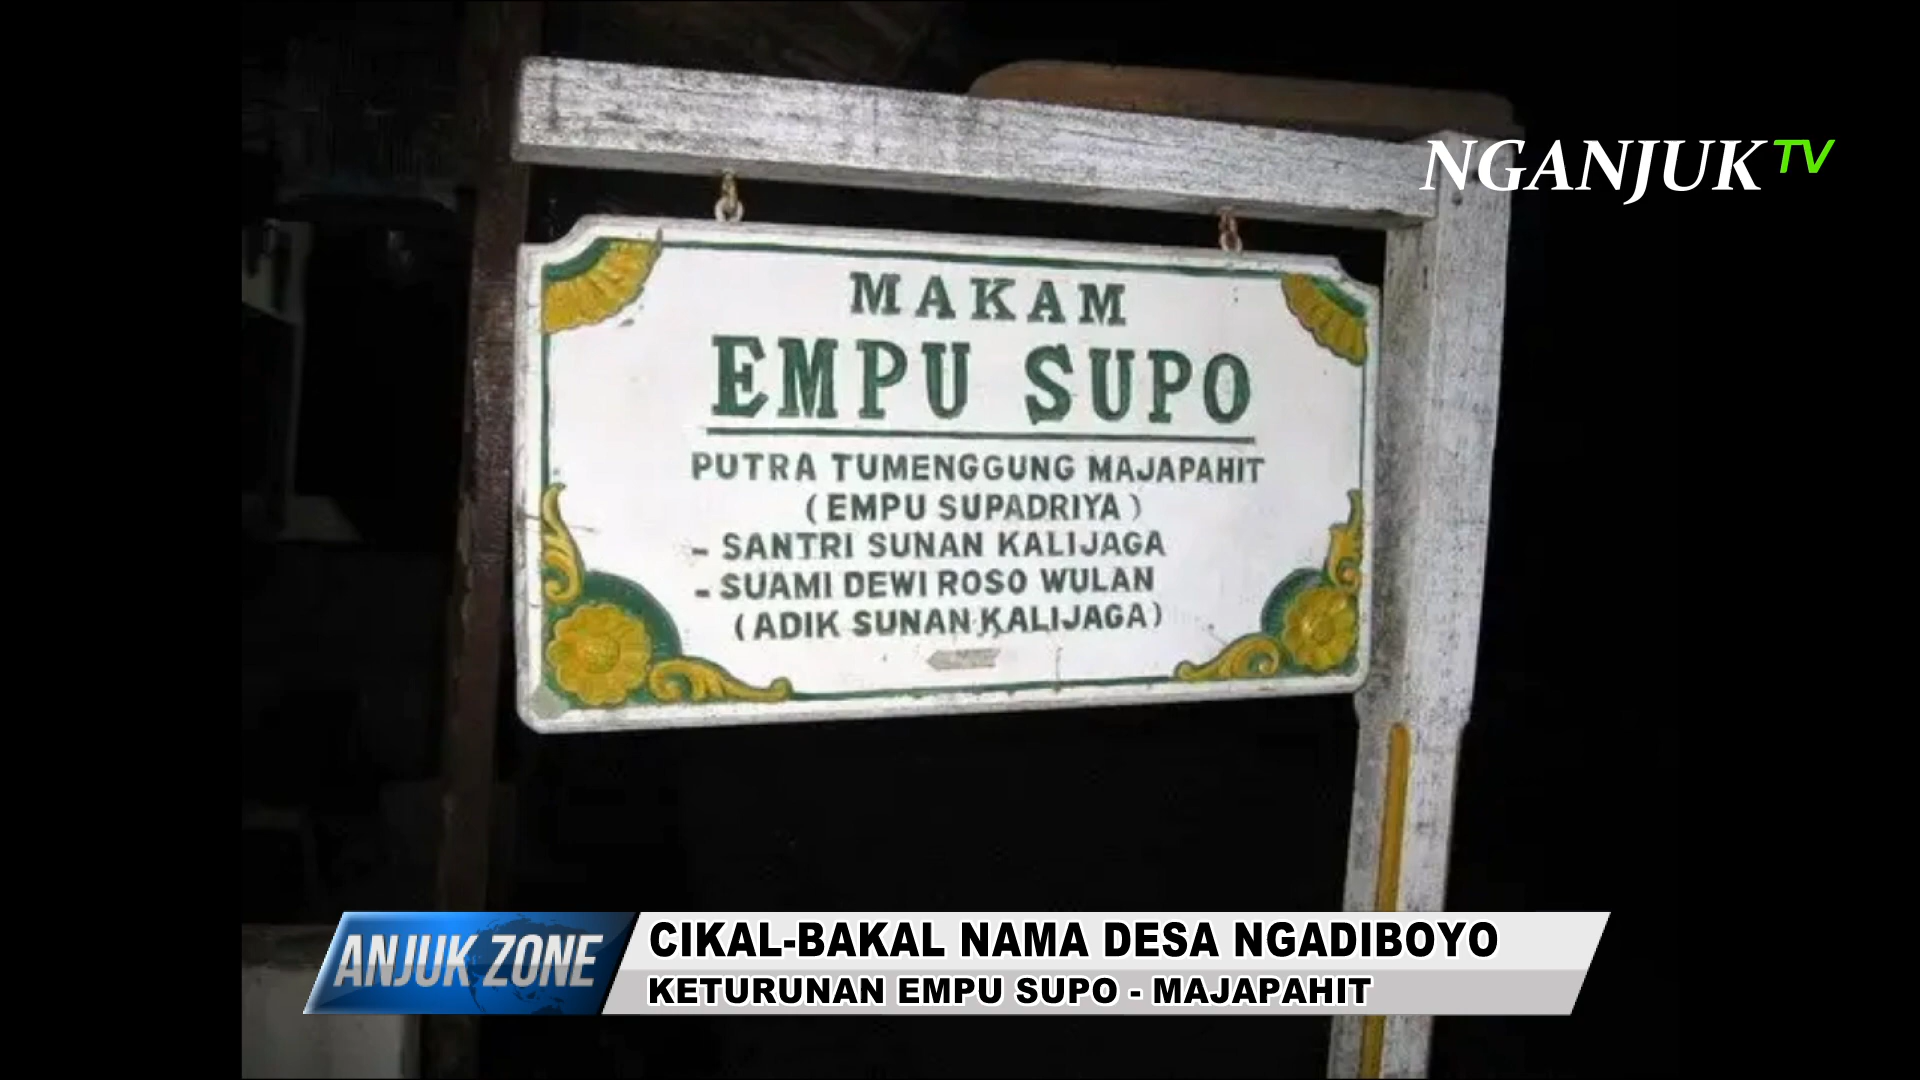 NGANJUK TV
MAKAM
EMPU SUPO
PUTRA TUMENGGUNG MAJAPAHIT
(EMPU SUPADRIYA)
- SANTRI SUNAN KALIJAGA
- SUAMI DEWI ROSO WULAN
(ADIK SUNAN KALIJAGA)
ANJUK ZONE
CIKAL-BAKAL NAMA DESA NGADIBOYO
KETURUNAN EMPU SUPO - MAJAPAHIT